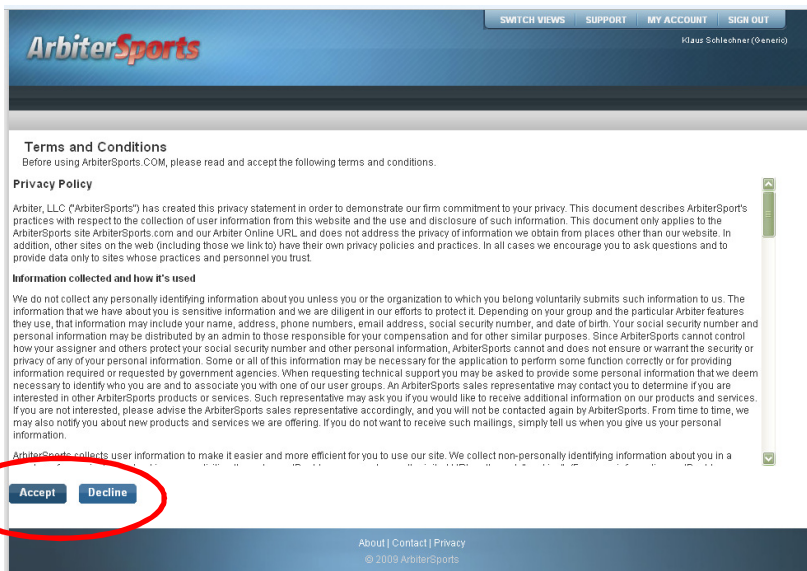 SWITCH VIEWS SUPPORT MY ACCOUNT SIGN OUT
ArbiterSports
Klaus Schlechner (Generic)
Terms and Conditions
Before using ArbiterSports.COM, please read and accept the following terms and conditions.
Privacy Policy
Arbiter, LLC ("ArbiterSports") has created this privacy statement in order to demonstrate our firm commitment to your privacy. This document describes ArbiterSport's
practices with respect to the collection of user information from this website and the use and disclosure of such information. This document only applies to the
ArbiterSports site ArbiterSports.com and our Arbiter Online URL and does not address the privacy of information we obtain from places other than our website. In
addition, other sites on the web (including those we link to) have their own privacy policies and practices. In all cases we encourage you to ask questions and to
provide data only to sites whose practices and personnel you trust.
Information collected and how it's used
We do not collect any personally identifying information about you unless you or the organization to which you belong voluntarily submits such information to us. The
information that we have about you is sensitive information and we are diligent in our efforts to protect it. Depending on your group and the particular Arbiter features
they use, that information may include your name, address, phone numbers, email address, social security number, and date of birth. Your social security number and
personal information may be distributed by an admin to those responsible for your compensation and for other similar purposes. Since ArbiterSports cannot control
how your assigner and others protect your social security number and other personal information, ArbiterSports cannot and does not ensure or warrant the security or
privacy of any of your personal information. Some or all of this information may be necessary for the application to perform some function correctly or for providing
information required or requested by government agencies. When requesting technical support you may be asked to provide some personal information that we deem
necessary to identify who you are and to associate you with one of our user groups. An ArbiterSports sales representative may contact you to determine if you are
interested in other ArbiterSports products or services. Such representative may ask you if you would like to receive additional information on our products and services.
If you are not interested, please advise the ArbiterSports sales representative accordingly, and you will not be contacted again by ArbiterSports. From time to time, we
may also notify you about new products and services we are offering. If you do not want to receive such mailings, simply tell us when you give us your personal
information.
ArbiterSports collects user information to make it easier and more efficient for you to use our site. We collect non-personally identifying information about you in a
Accept Decline
About | Contact | Privacy
© 2009 ArbiterSports